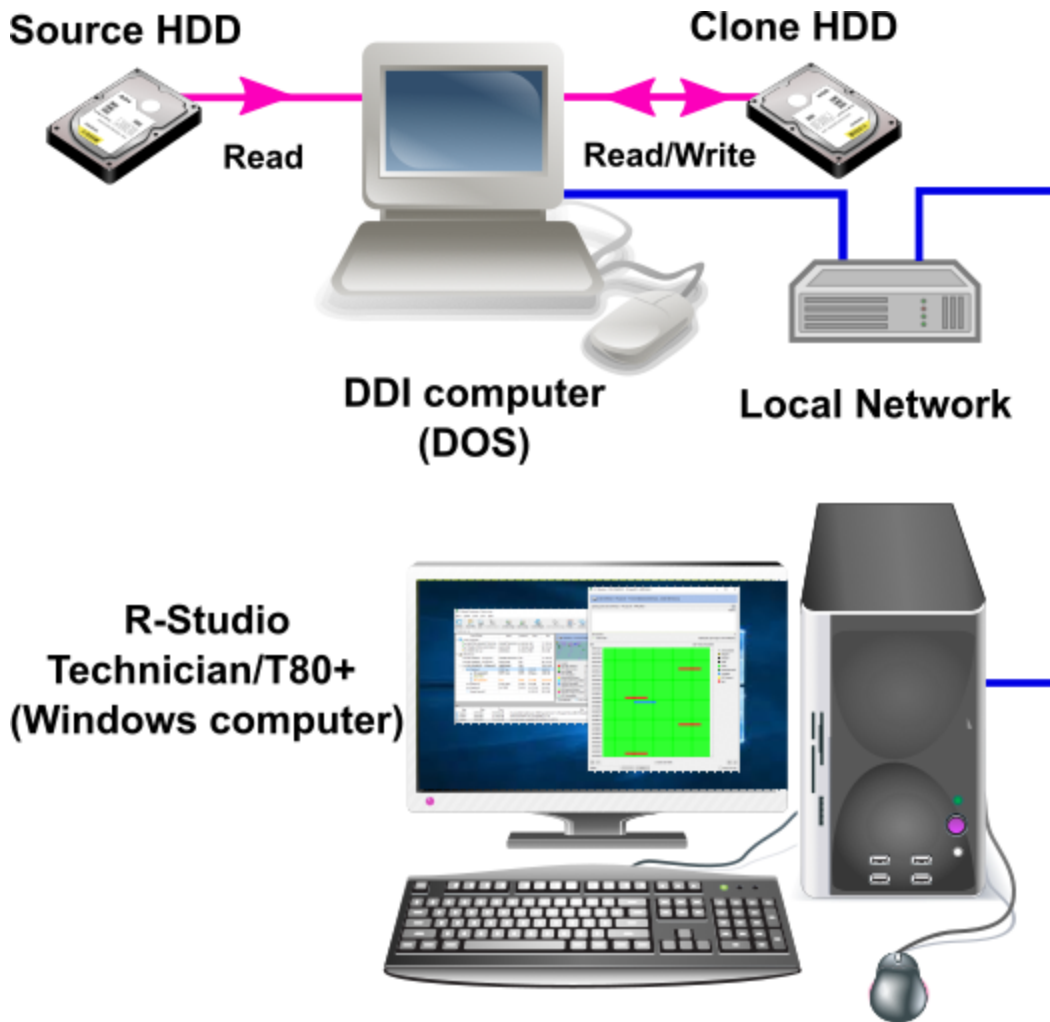 Source HDD
Clone HDD
Read
Read/Write
DDI computer
(DOS)
Local Network
R-Studio
Technician/T80+
(Windows computer)